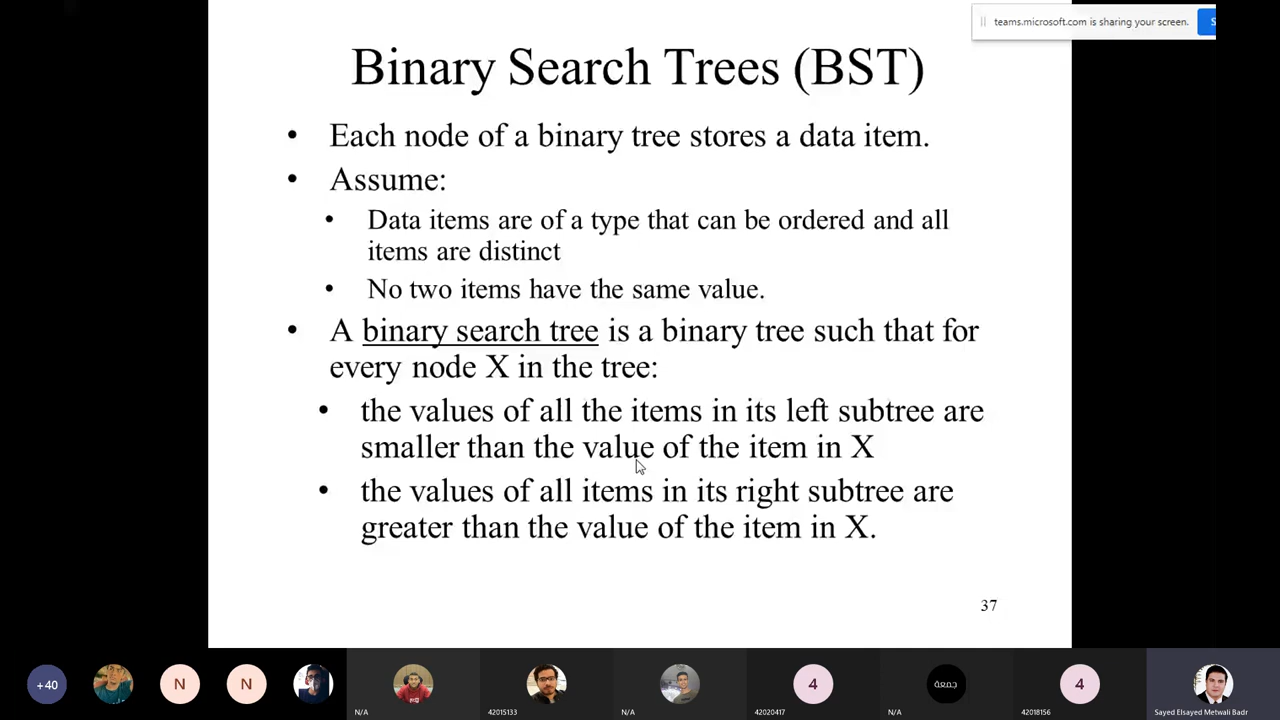 teams.microsoft.com is sharing your screen.
S
Binary Search Trees (BST)
• Each node of a binary tree stores a data item.
• Assume:
• Data items are of a type that can be ordered and all
items are distinct
• No two items have the same value.
• A binary search tree is a binary tree such that for
every node X in the tree:
• the values of all the items in its left subtree are
smaller than the value of the item in X
• the values of all items in its right subtree are
greater than the value of the item in X.
37
+40
N
N
N/A
42015133
N/A
4
42020417
جمعة
N/A
4
42018156
Sayed Elsayed Metwali Badr